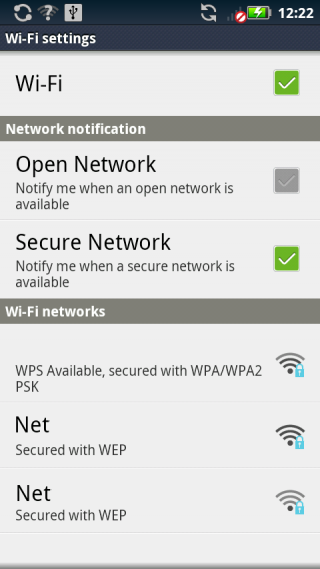 12:22
Wi-Fi settings
Wi-Fi
Network notification
Open Network
Notify me when an open network is
available
Secure Network
Notify me when a secure network is
available
Wi-Fi networks
WPS Available, secured with WPA/WPA2
PSK
Net
Secured with WEP
Net
Secured with WEP